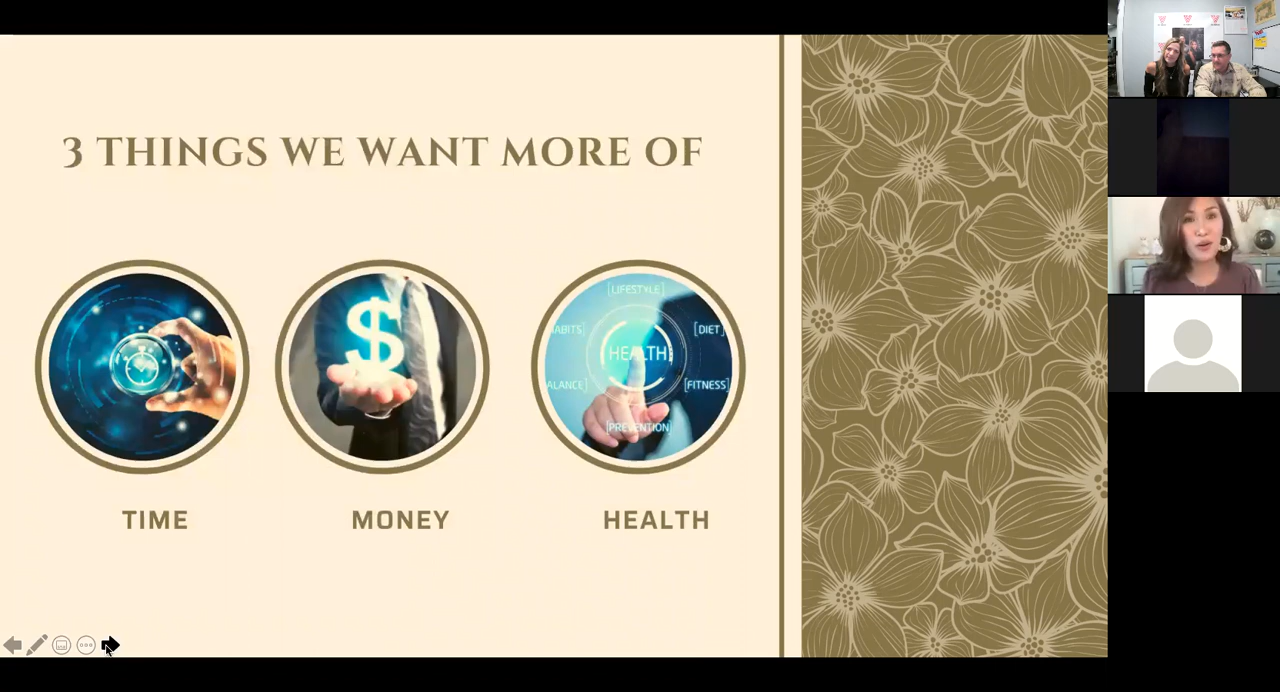 3 THINGS WE WANT MORE OF
$
[LIFESTYLE]
HABITS]
[DIET]
HEALTH
ALANCE]
[FITNESS]
[PREVENTION]
TIME
MONEY
HEALTH